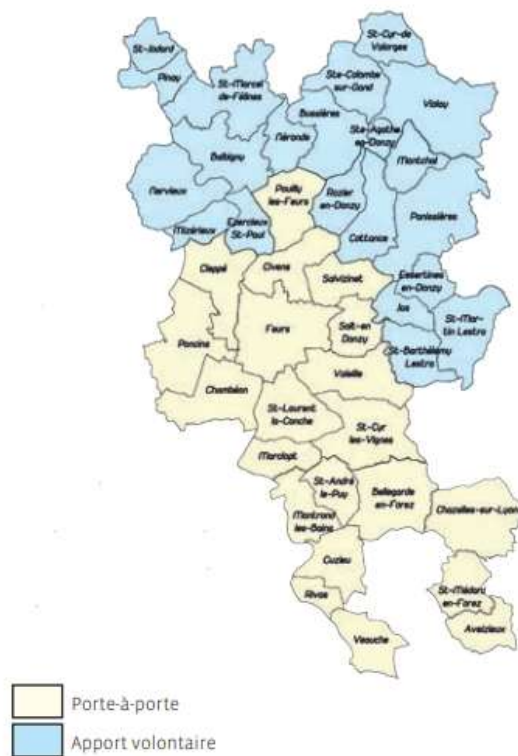 St-Cyr-de
Valorges
St-Jodard
Pinay
St-Marcel
de-Félines
Ste-Colombe
sur-Gand
Violay
Bussières
Ste-Agathe
en-Donzy
Néronde
Montchal
Balbigny
Nervieux
Pouilly
les-Feurs
Rozier
en-Donzy
Panissières
Mizérieux
Epercieux
St-Paul
Cottance
Cleppé
Civens
Salvizinet
Essertines
en-Donzy
Jas
St-Mar-
tin Lestra
Feurs
Salt-en
Donzy
Poncins
St-Barthélémy
Lestra
Valeille
Chambéon
St-Laurent
la-Conche
St-Cyr
les-Vignes
Marclopt
St-André
le-Puy
Bellegarde
en-Forez
Montrond
les-Bains
Chazelles-sur-Lyon
Cuzieu
Rivas
St-Médard
en-Forez
Aveizieux
Veauche
Porte-à-porte
Apport volontaire